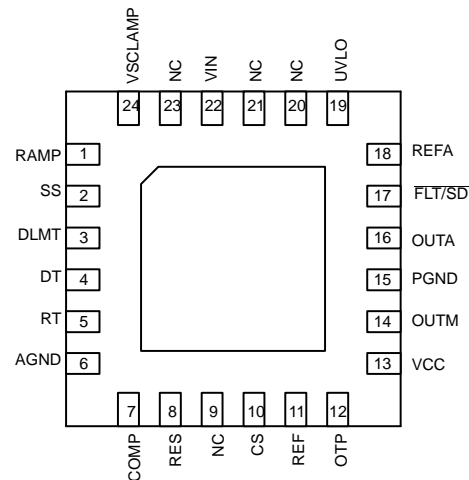 VSCLAMP
NC
VIN
NC
NC
UVLO
24
23
22
21
20
19
RAMP 1
SS 2
DLMT 3
DT 4
RT 5
AGND 6
18 REFA
17 FLT/SD
16 OUTA
15 PGND
14 OUTM
13 VCC
7
8
9
10
11
12
COMP
RES
NC
CS
REF
OTP